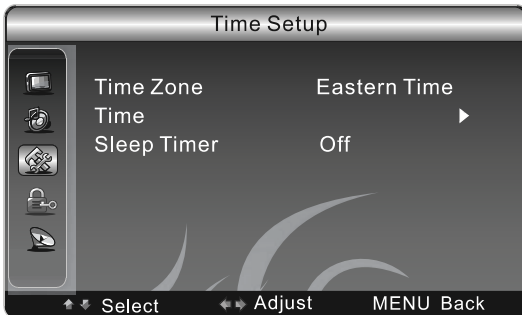 Time Setup
Time Zone Eastern Time
Time
Sleep Timer Off
Select Adjust MENU Back